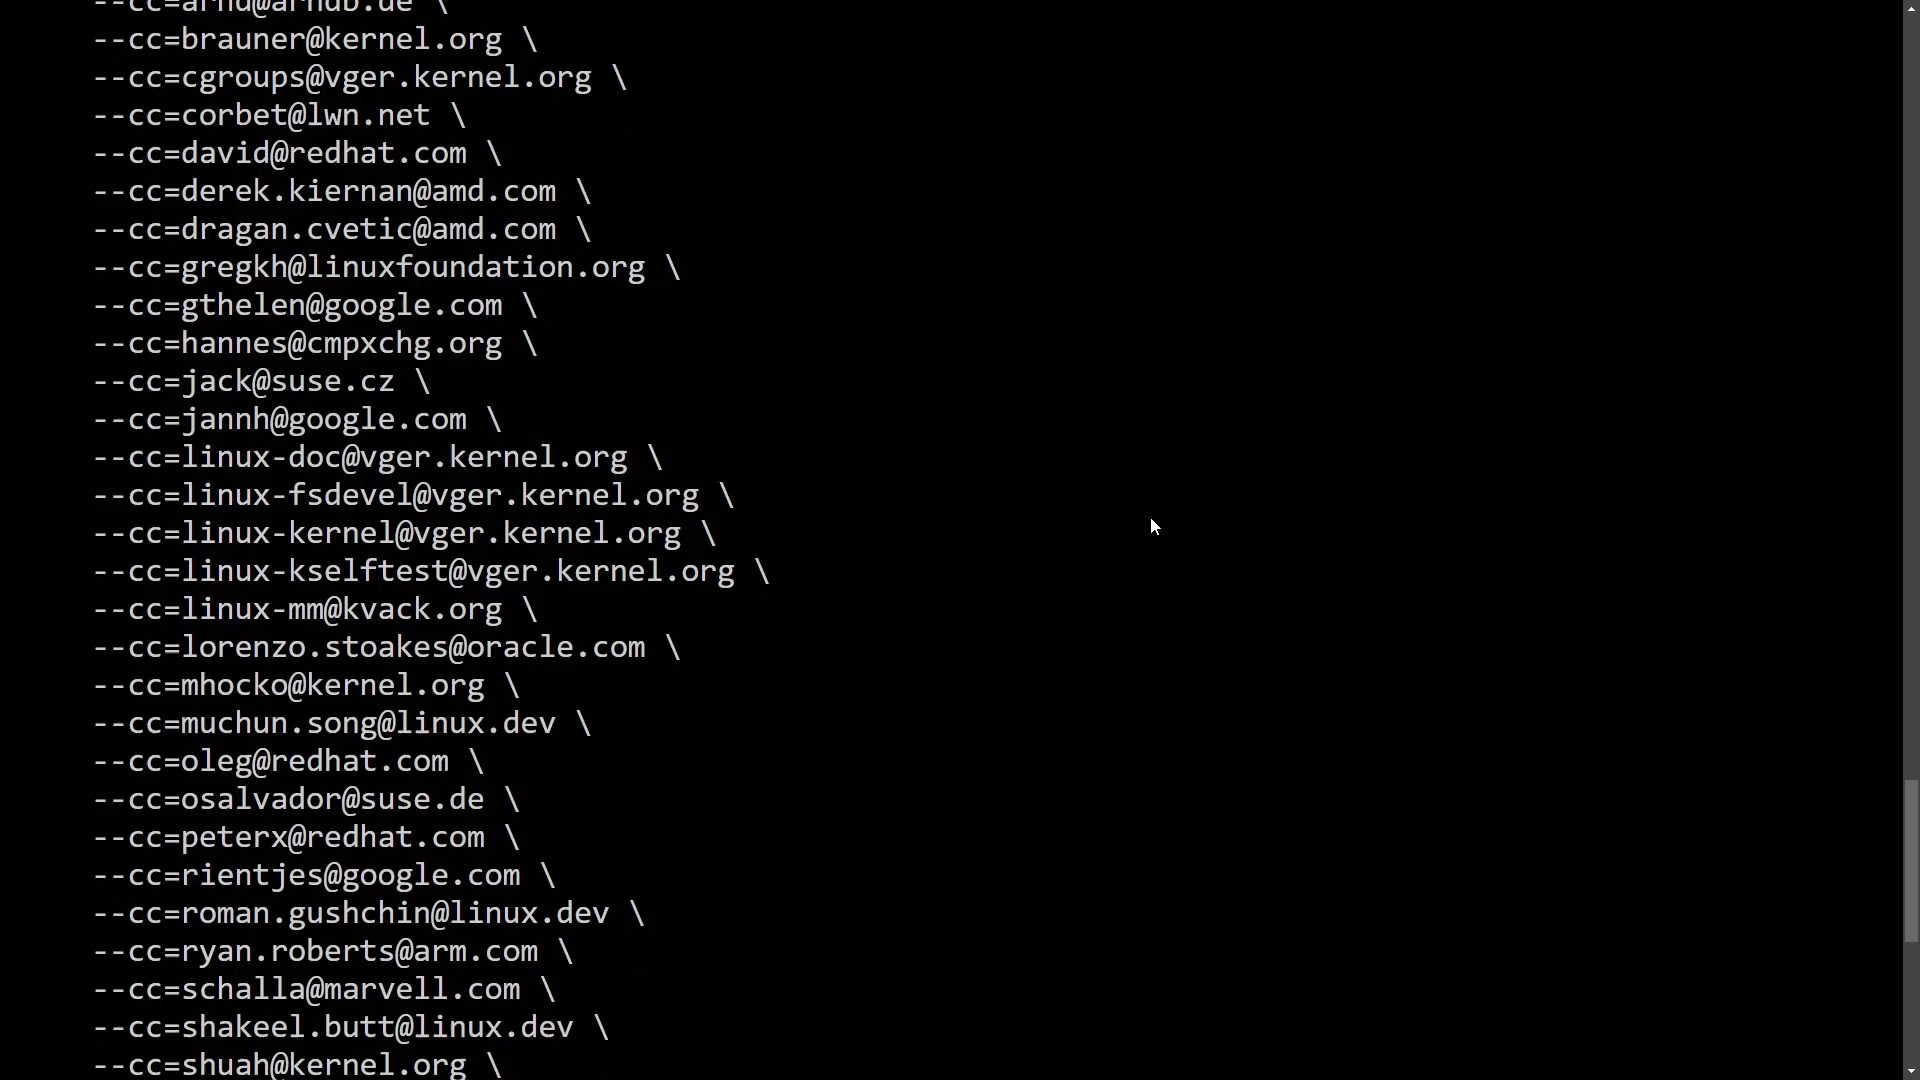 --cc=arnd@arndb.de \
--cc=brauner@kernel.org \
--cc=cgroups@vger.kernel.org \
--cc=corbet@lwn.net \
--cc=david@redhat.com \
--cc=derek.kiernan@amd.com \
--cc=dragan.cvetic@amd.com \
--cc=gregkh@linuxfoundation.org \
--cc=gthelen@google.com \
--cc=hannes@cmpxchg.org \
--cc=jack@suse.cz \
--cc=jannh@google.com \
--cc=linux-doc@vger.kernel.org \
--cc=linux-fsdevel@vger.kernel.org \
--cc=linux-kernel@vger.kernel.org \
--cc=linux-kselftest@vger.kernel.org \
--cc=linux-mm@kvack.org \
--cc=lorenzo.stoakes@oracle.com \
--cc=mhocko@kernel.org \
--cc=muchun.song@linux.dev \
--cc=oleg@redhat.com \
--cc=osalvador@suse.de \
--cc=peterx@redhat.com \
--cc=rientjes@google.com \
--cc=roman.gushchin@linux.dev \
--cc=ryan.roberts@arm.com \
--cc=schalla@marvell.com \
--cc=shakeel.butt@linux.dev \
--cc=shuah@kernel.org \